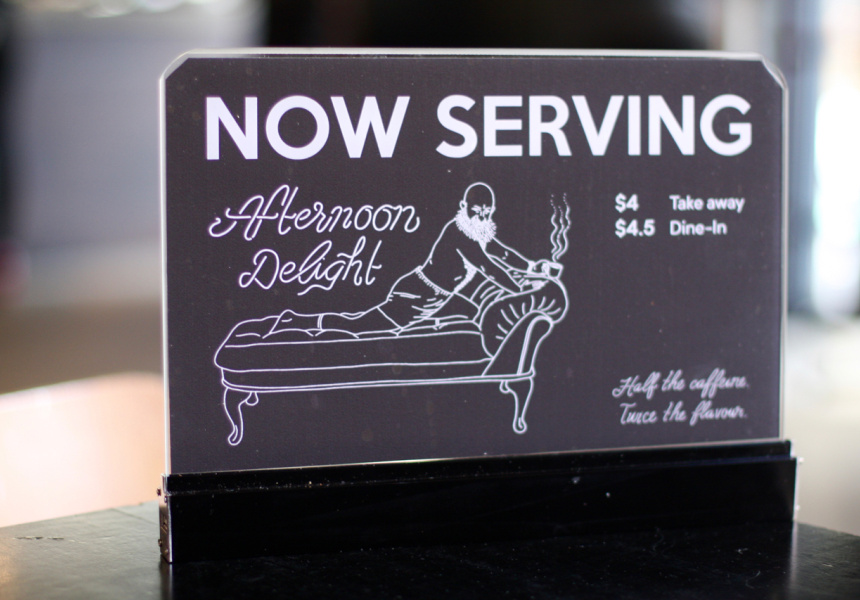 NOW SERVING
Afternoon
Delight
$4 Take away
$4.5 Dine-In
Half the caffeine.
Twice the flavour.